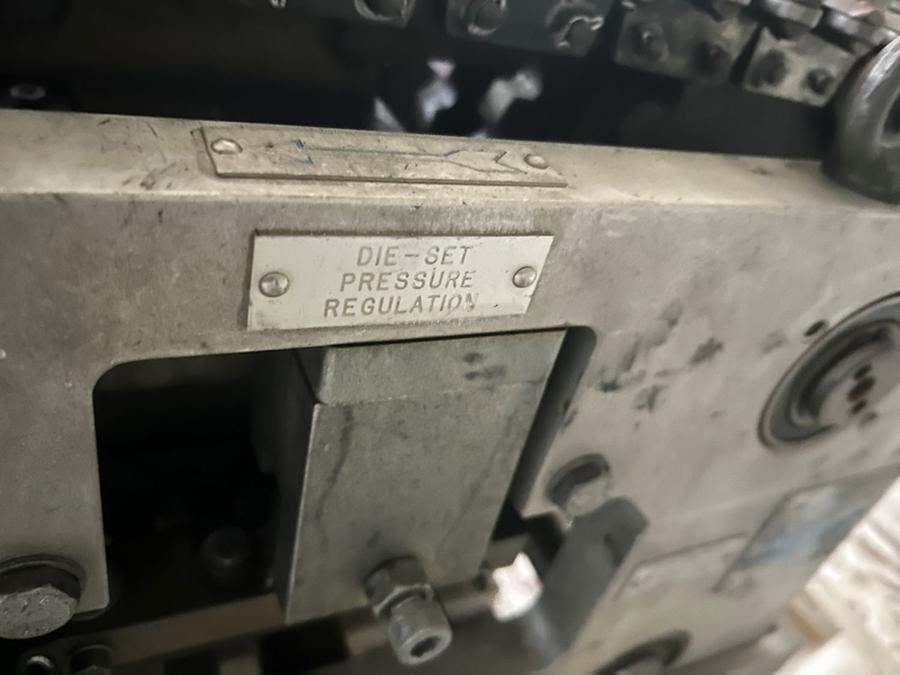 DIE-SET
PRESSURE
REGULATION